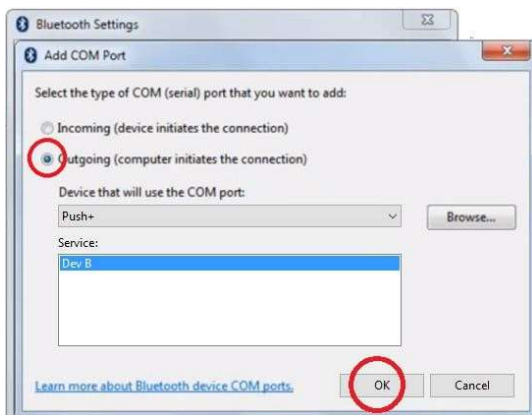 Bluetooth Settings
Add COM Port
Select the type of COM (serial) port that you want to add:
Incoming (device initiates the connection)
Outgoing (computer initiates the connection)
Device that will use the COM port:
Push+
Browse...
Service:
Dev B
Learn more about Bluetooth device COM ports.
OK
Cancel